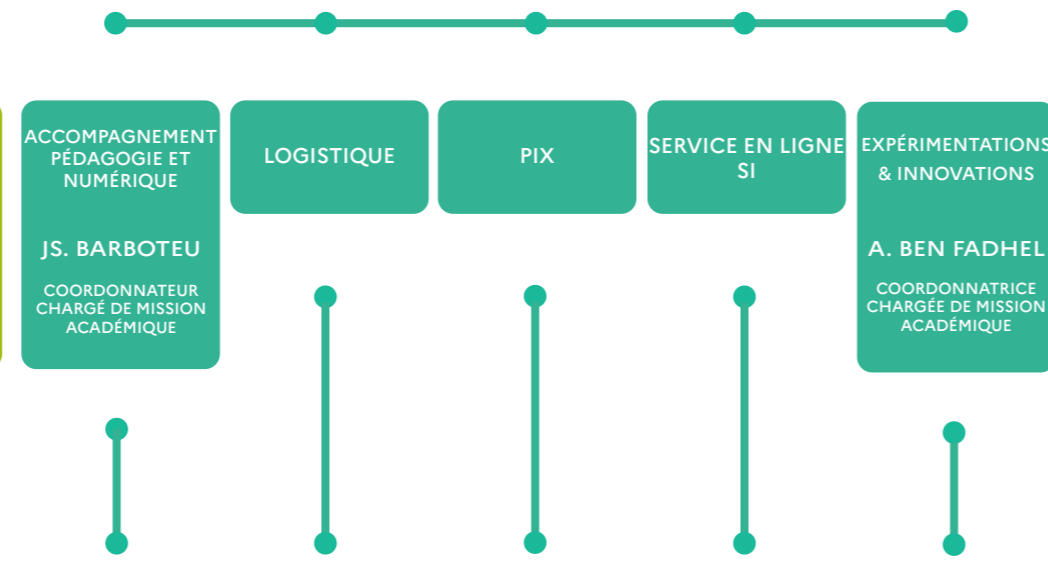 ACCOMPAGNEMENT
PÉDAGOGIE ET
NUMÉRIQUE
JS. BARBOTEU
COORDONNATEUR
CHARGÉ DE MISSION
ACADÉMIQUE
LOGISTIQUE
PIX
SERVICE EN LIGNE
SI
EXPÉRIMENTATIONS
& INNOVATIONS
A. BEN FADHEL
COORDONNATRICE
CHARGÉE DE MISSION
ACADÉMIQUE